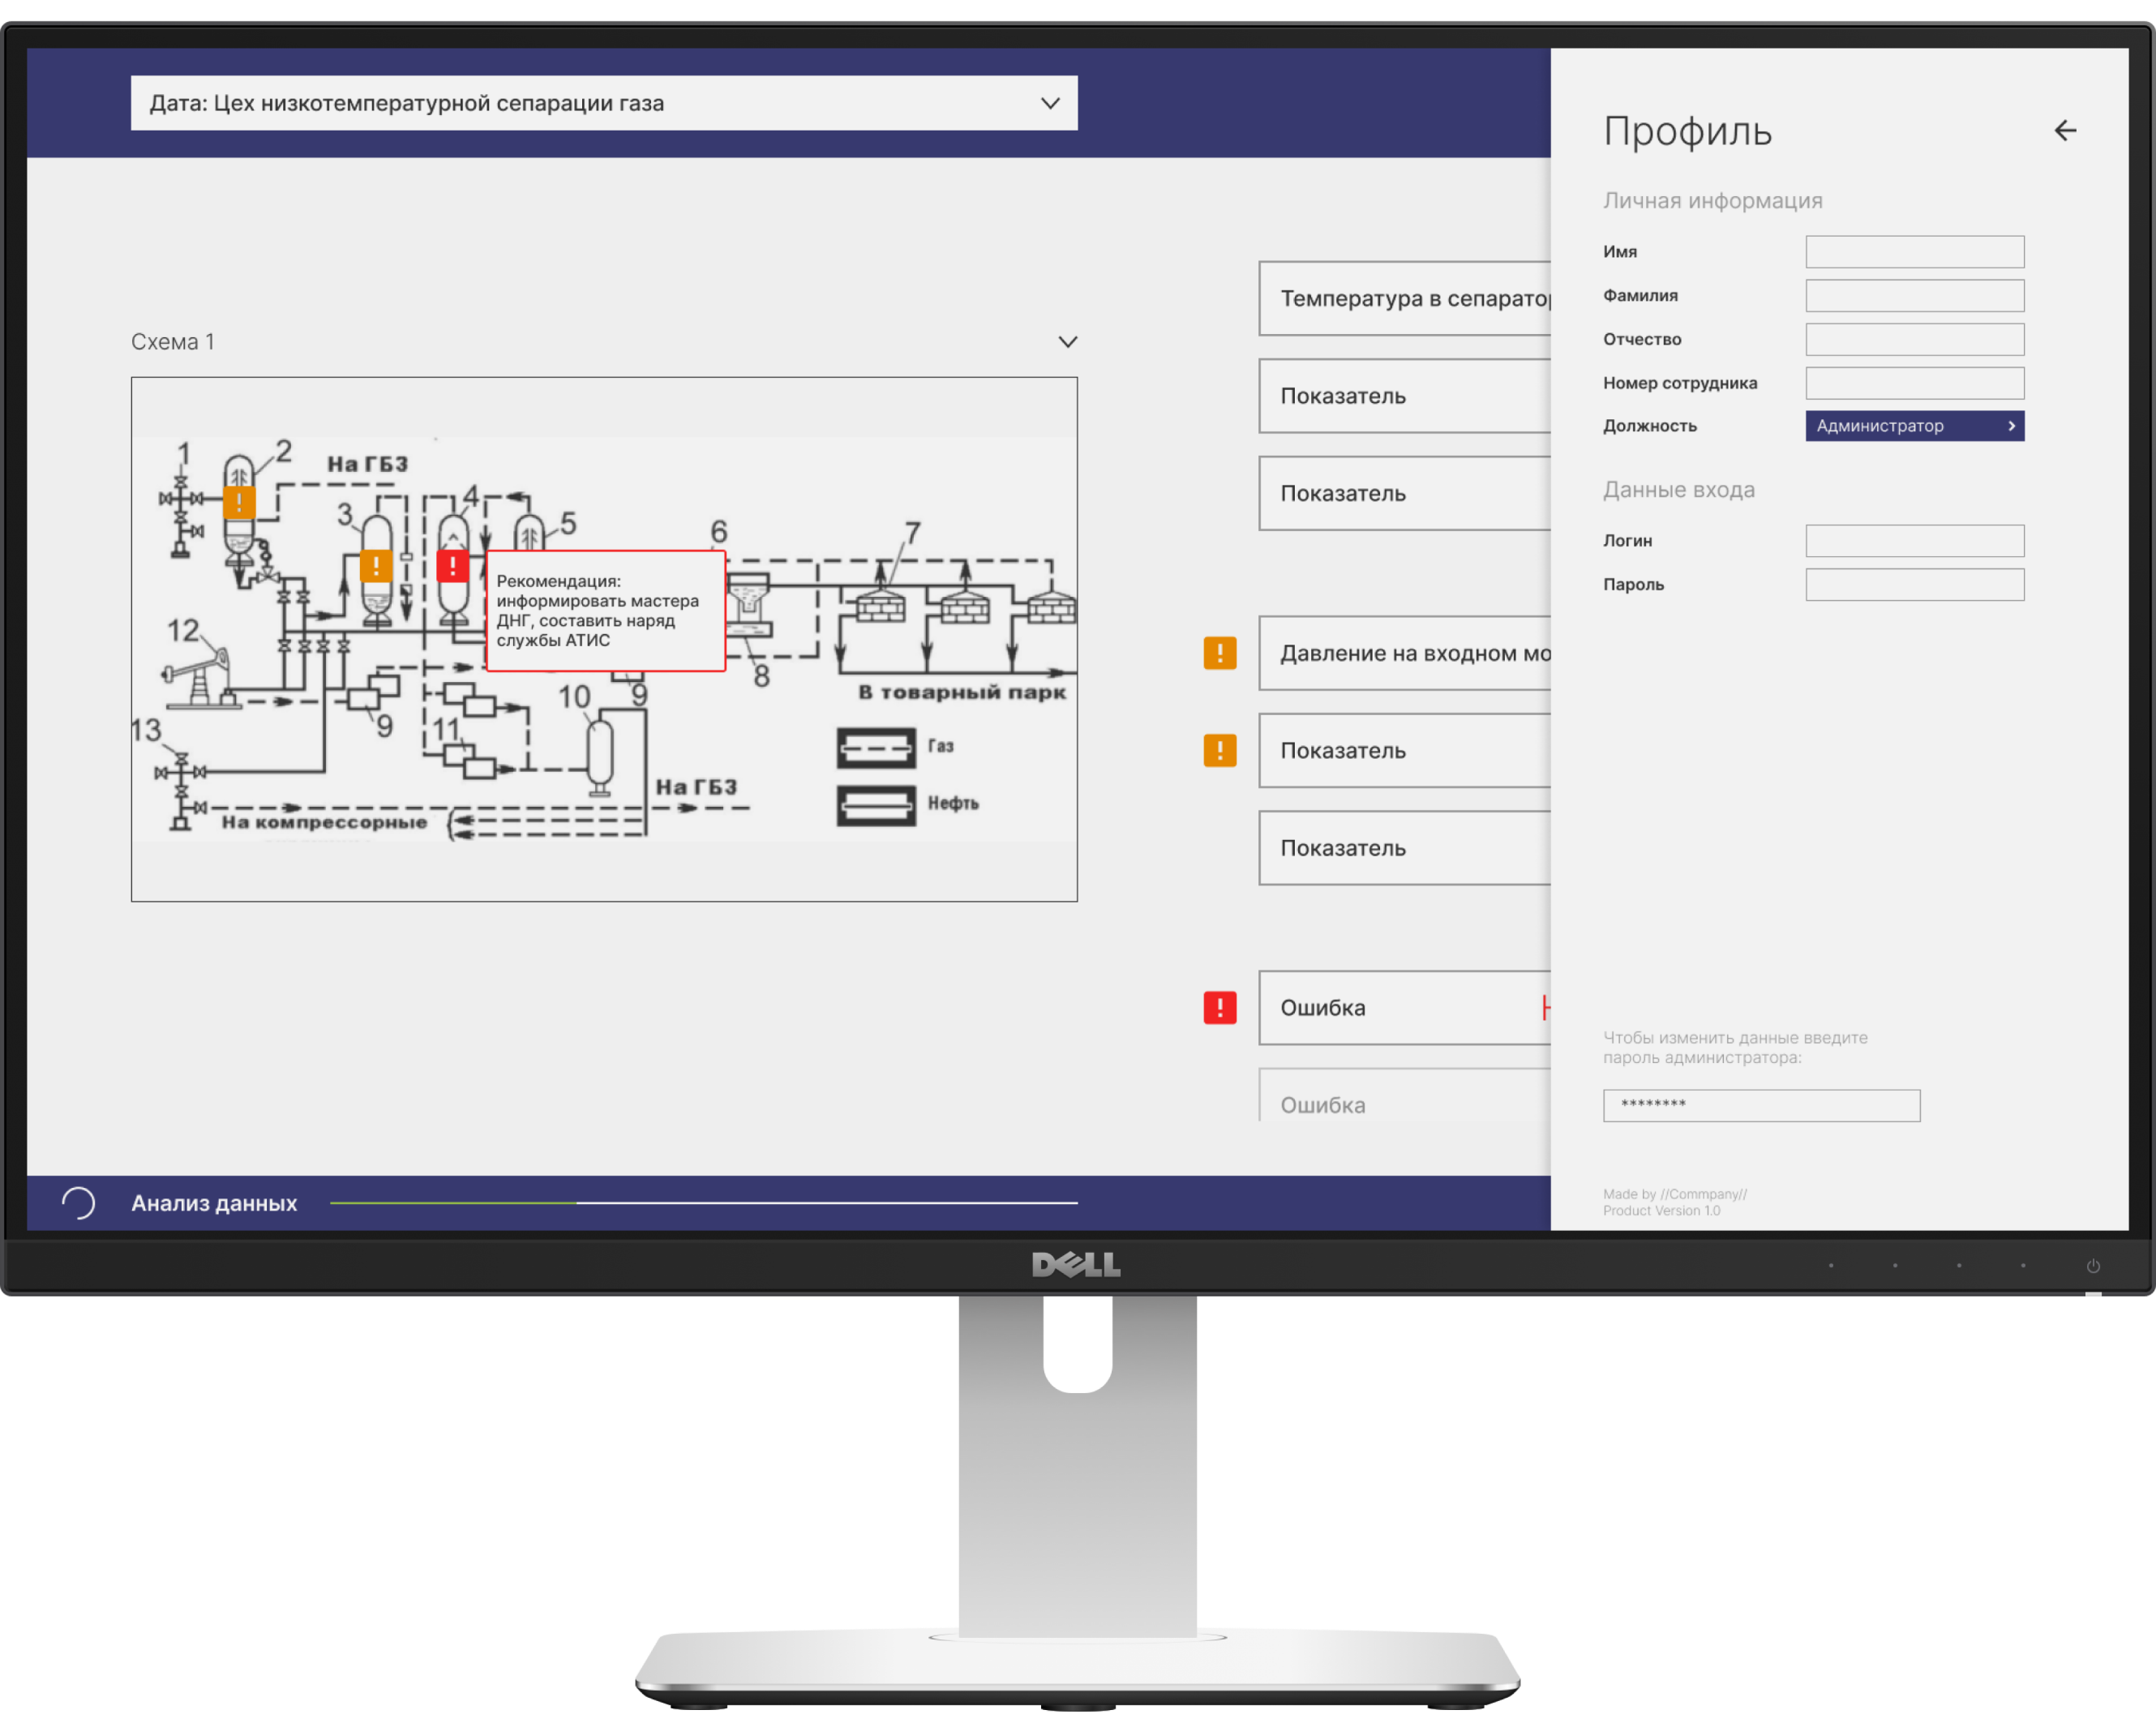 Дата: Цех низкотемпературной сепарации газа
Схема 1
1
2
На ГБЗ
3
4
5
6
7
Рекомендация:
информировать мастера
ДНГ, составить наряд
службы АТИС
12
8
В товарный парк
9
10
9
11
13
Газ
На ГБЗ
Нефть
На компрессорные
Температура в
Показатель
Показатель
!
Давление на входном
!
Показатель
Показатель
!
Ошибка
Ошибка
Анализ данных
Профиль
Личная информация
Имя
Фамилия
Отчество
Номер сотрудника
Должность Администратор
Данные входа
Логин
Пароль
Чтобы изменить данные введите
пароль администратора:
********
Made by //Commpany//
Product Version 1.0
DELL